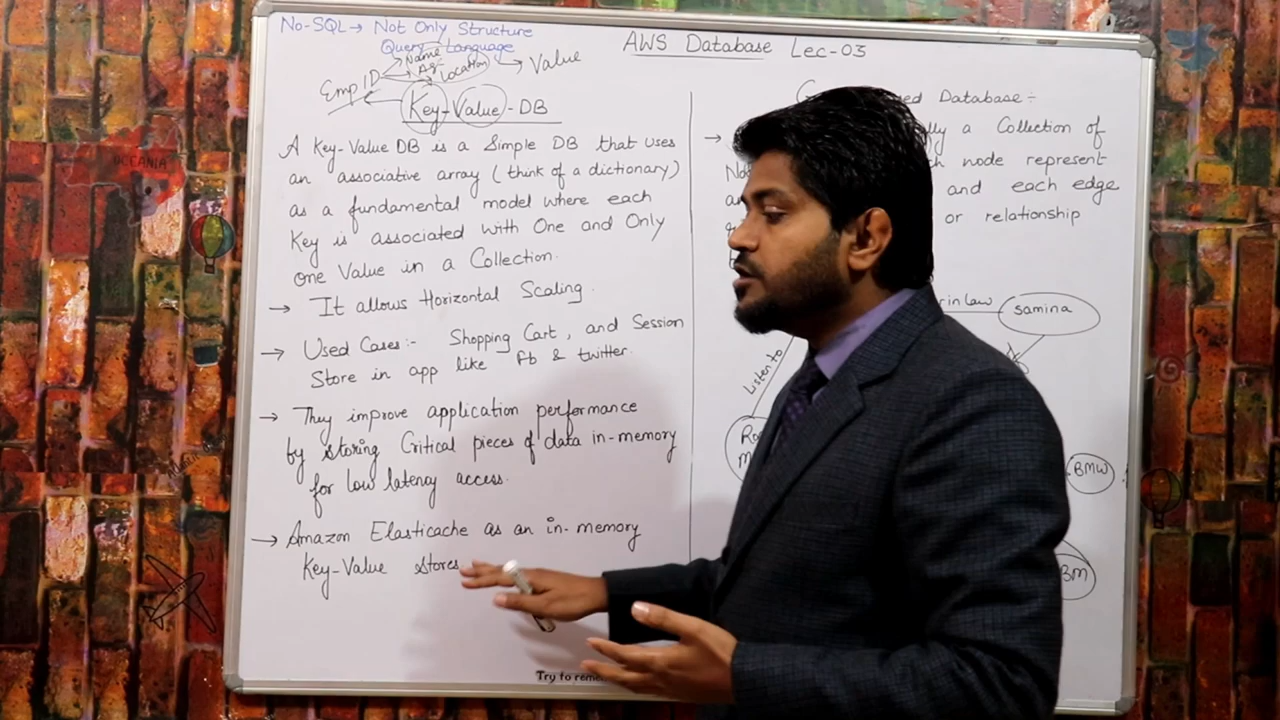 No-SQL → Not Only Structure
Query Language
AWS Database Lec-03
Name
Age
Location → Value
Emp ID
Key-Value-DB
A Key-Value DB is a Simple DB that uses
an associative array (think of a dictionary)
as a fundamental model where each
Key is associated with One and Only
One Value in a Collection.
→ It allows Horizontal Scaling.
→ Used Cases:- Shopping Cart, and Session
Store in app like fb & twitter.
→ They improve application performance
by storing Critical pieces of data in-memory
for low latency access.
→ Amazon Elasticache as an in-memory
Key-Value stores
Database:-
→ a Collection of
node represent
and each edge
or relationship
in law
Samina
Listen to
BMW
Try to
OCEANIA